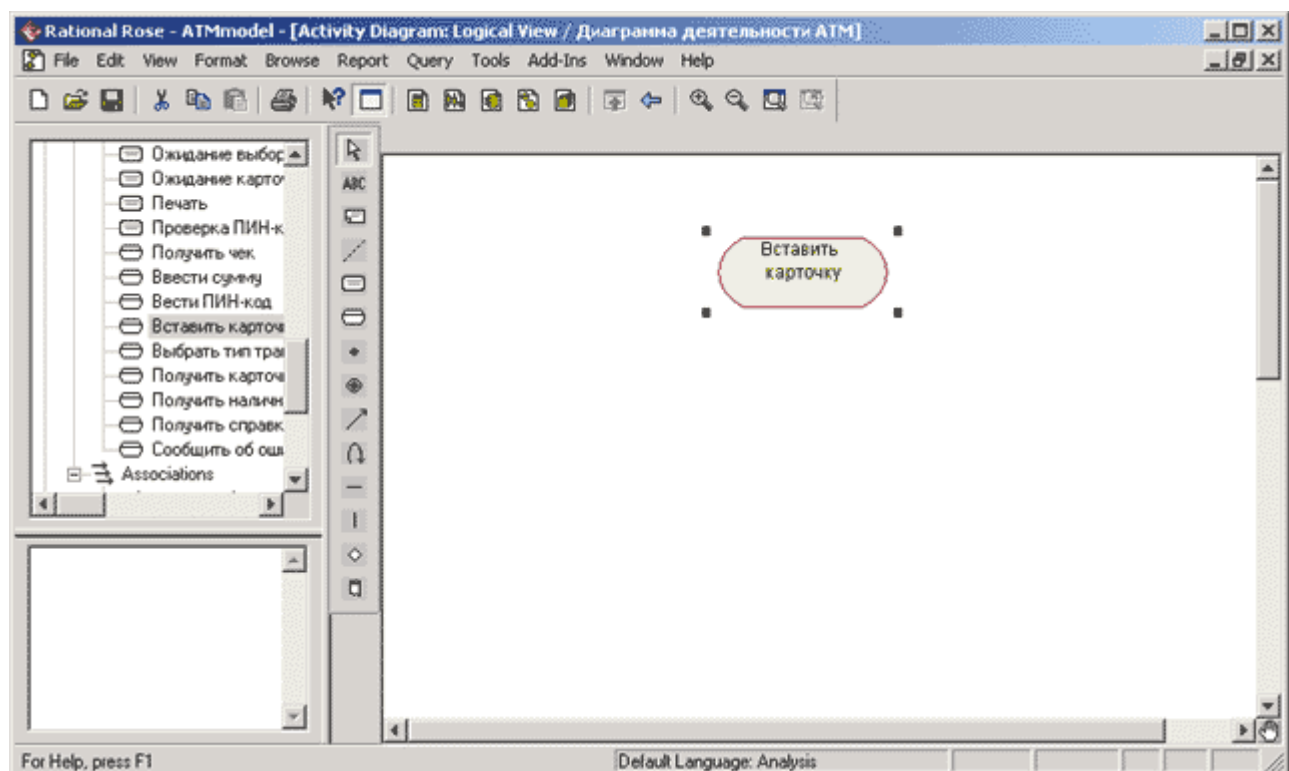 Rational Rose - ATMmodel - [Activity Diagram: Logical View / Диаграмма деятельности ATM]
File Edit View Format Browse Report Query Tools Add-Ins Window Help
Ожидание выбор
Ожидание карто
Печать
Проверка ПИН-к
Получить чек
Ввести сумму
Вести ПИН-код
Вставить карточ
Выбрать тип тра
Получить карточ
Получить наличн
Получить справк
Сообщить об ош
Associations
ABC
Вставить
карточку
For Help, press F1 Default Language: Analysis